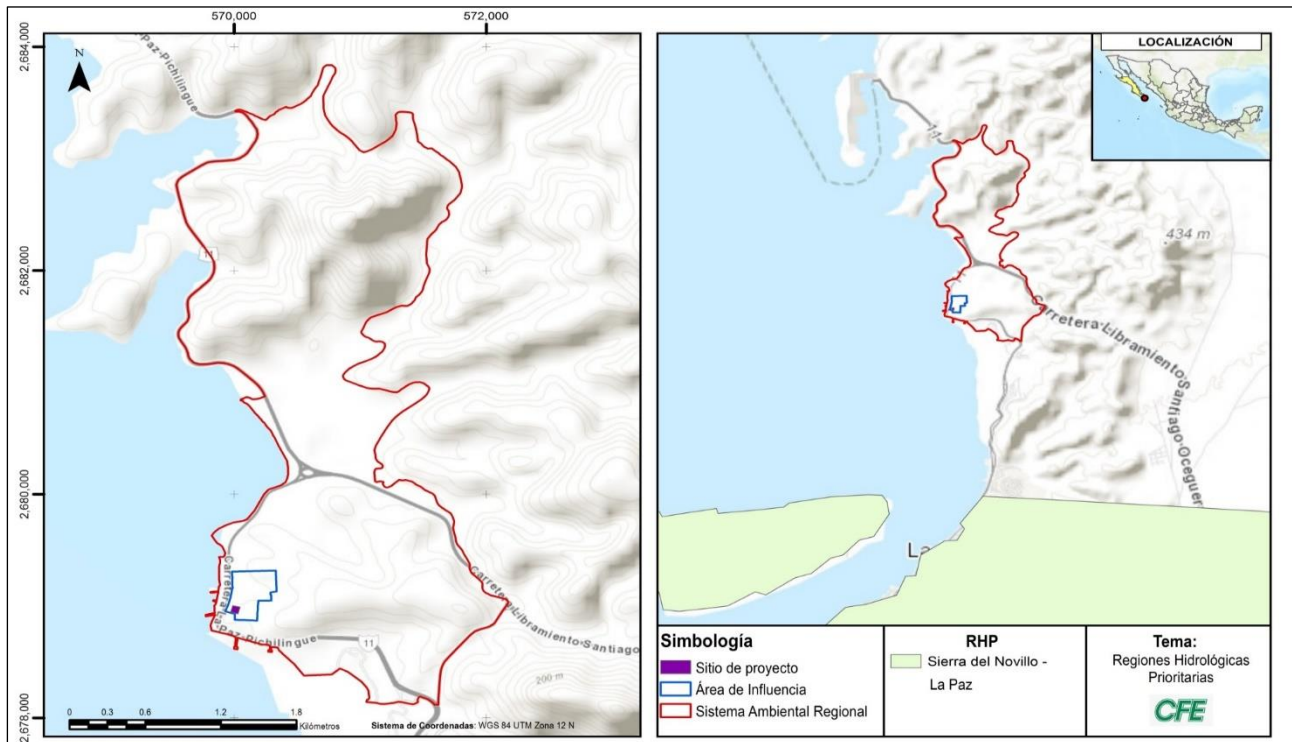 570,000
572,000
2,684,000
2,682,000
2,680,000
2,678,000
N
Paz-Pichilingue
11
Carretera La-Paz-Pichilingue
11
Carretera Libramiento Santiago
200 m
0 0.3 0.6 1.2 1.8
Kilómetros
Sistema de Coordenadas: WGS 84 UTM Zona 12 N
LOCALIZACIÓN
11
434 m
Carretera Libramiento Santiago Oceguer
La
Simbología
Sitio de proyecto
Área de Influencia
Sistema Ambiental Regional
RHP
Sierra del Novillo -
La Paz
Tema:
Regiones Hidrológicas
Prioritarias
CFE